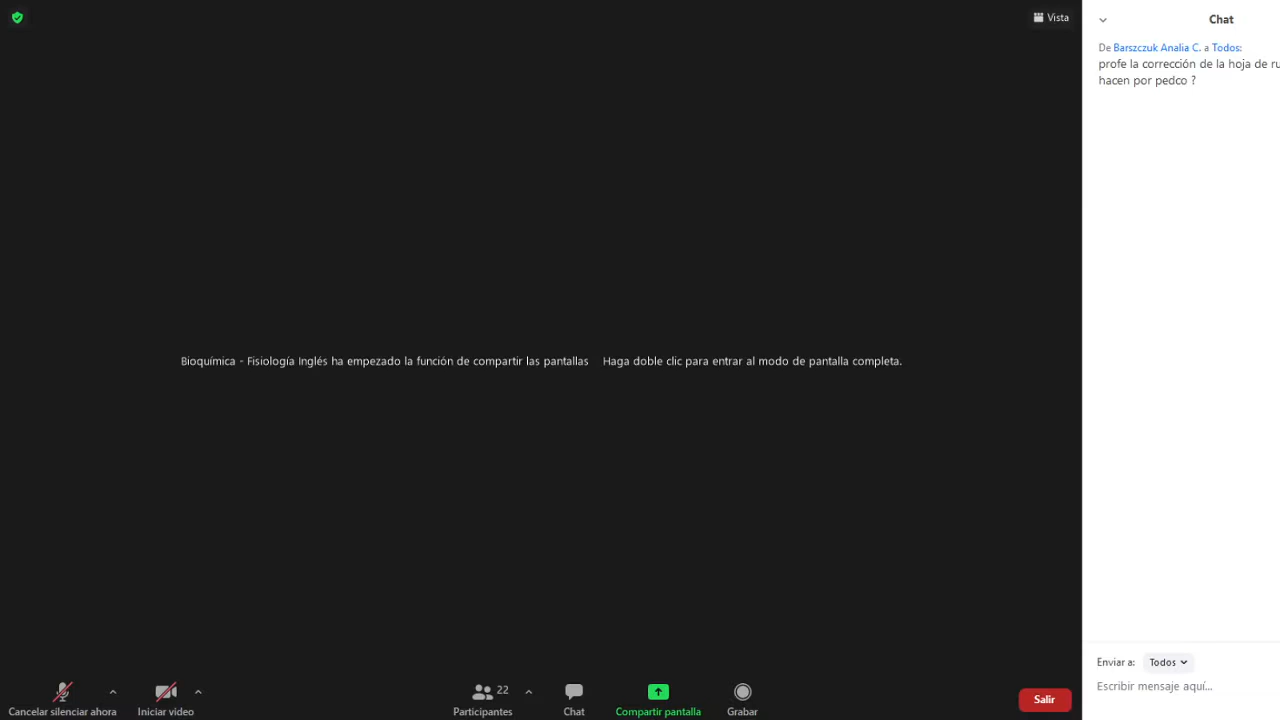 Vista
Chat
De Barszczuk Analia C. a Todos:
profe la corrección de la hoja de ru
hacen por pedco ?
Bioquímica - Fisiología Inglés ha empezado la función de compartir las pantallas Haga doble clic para entrar al modo de pantalla completa.
Enviar a: Todos
Escribir mensaje aquí...
22
Cancelar silenciar ahora
Iniciar video
Participantes
Chat
Compartir pantalla
Grabar
Salir